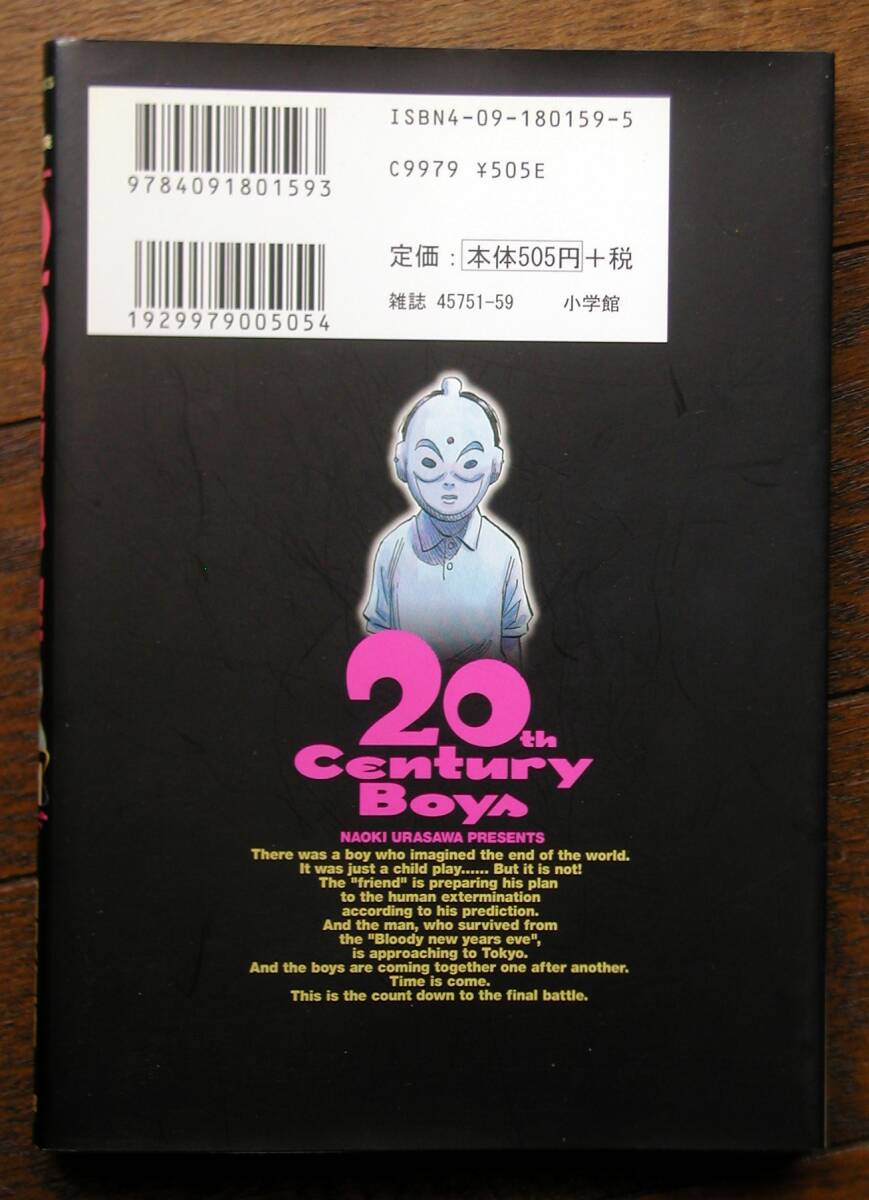 ISBN4-09-180159-5
C9979 ¥505E
9784091801593
定価：本体505円+税
雑誌 45751-59 小学館
1929979005054
20th
Century
Boys
NAOKI URASAWA PRESENTS
There was a boy who imagined the end of the world.
It was just a child play...... But it is not!
The "friend" is preparing his plan
to the human extermination
according to his prediction.
And the man, who survived from
the "Bloody new years eve",
is approaching to Tokyo.
And the boys are coming together one after another.
Time is come.
This is the count down to the final battle.